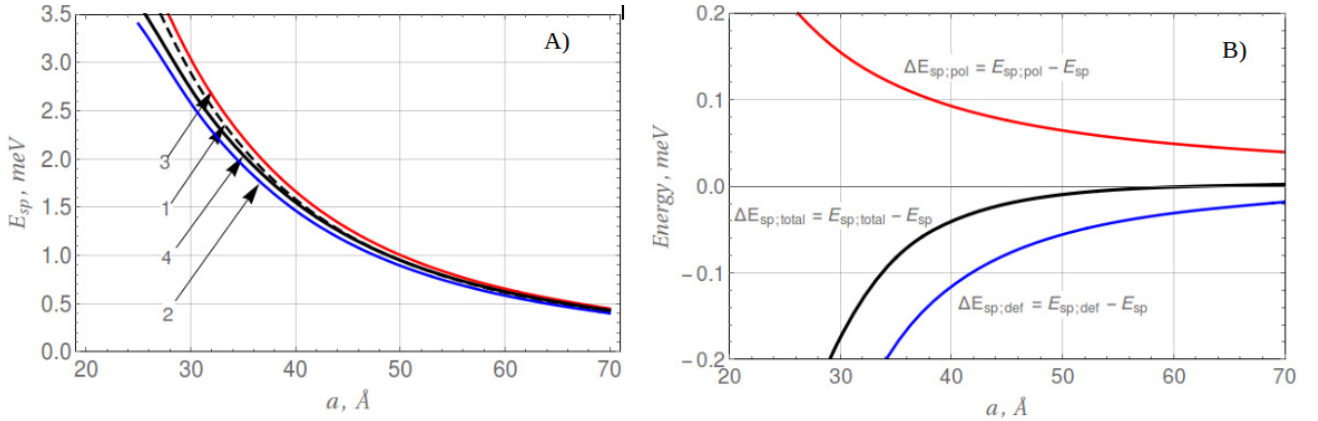 A)
3.5
3.0
2.5
2.0
1.5
1.0
0.5
0.0
E_sp, meV
3
1
4
2
20 30 40 50 60 70
a, Å
B)
0.2
0.1
0.0
−0.1
−0.2
Energy, meV
ΔE_sp;pol = E_sp;pol − E_sp
ΔE_sp;total = E_sp;total − E_sp
ΔE_sp;def = E_sp;def − E_sp
20 30 40 50 60 70
a, Å